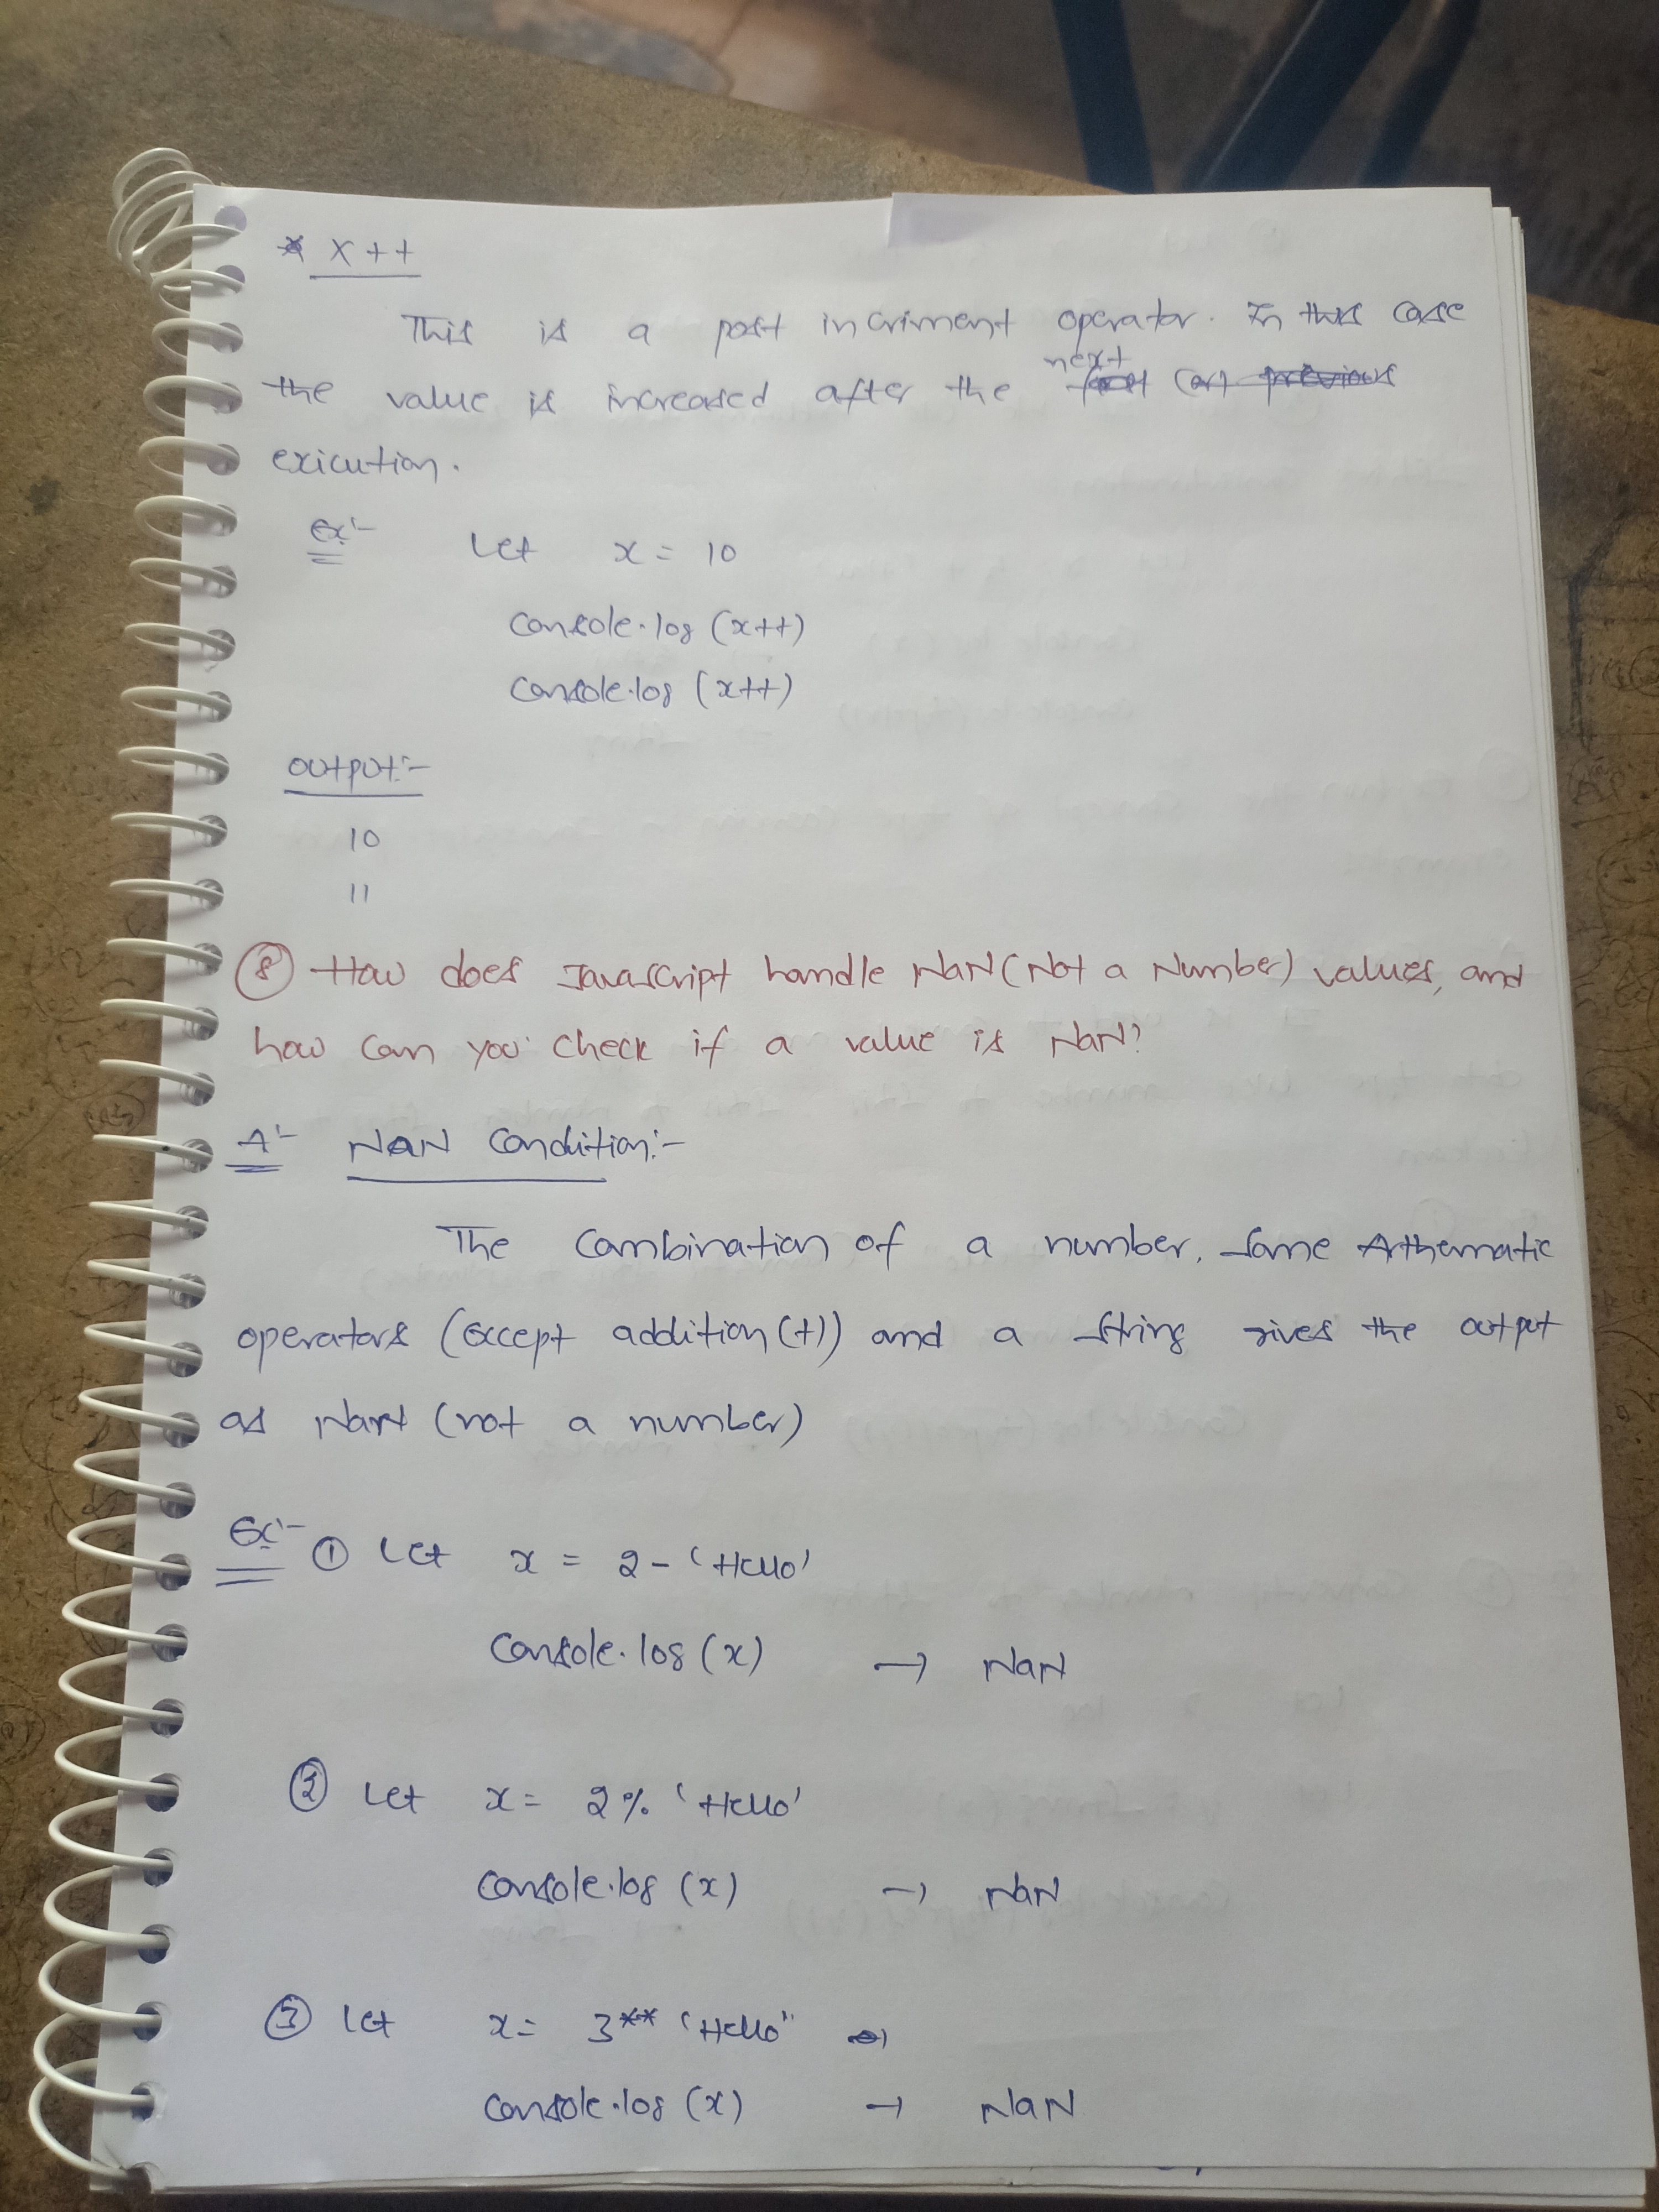 * X++
This is a post incriment operator. In this case
the value is increased after the next (or) previous
exicution.
Ex:-  Let x = 10
Console.log (x++)
Console.log (x++)
Output:-
10
11
(8) How does Javascript handle NaN (Not a Number) values, and
how can you check if a value is NaN?
A:- NaN Condition:-
The Combination of a number, some Arthematic
operators (Except addition (+)) and a string gives the output
as NaN (not a number)
Ex:- (1) Let x = 2 - 'Hello'
Console.log (x) → NaN
(2) Let x = 2 % 'Hello'
Console.log (x) → NaN
(3) Let x = 3 ** 'Hello"
Console.log (x) → NaN